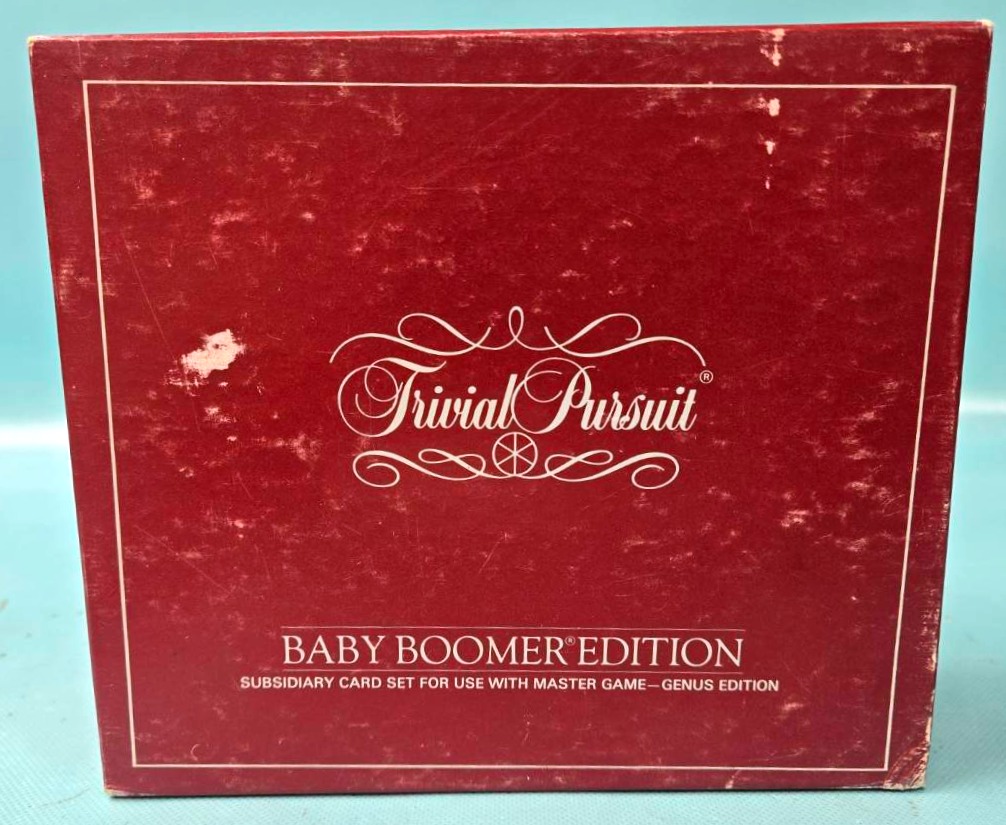 Trivial Pursuit®
BABY BOOMER® EDITION
SUBSIDIARY CARD SET FOR USE WITH MASTER GAME—GENUS EDITION